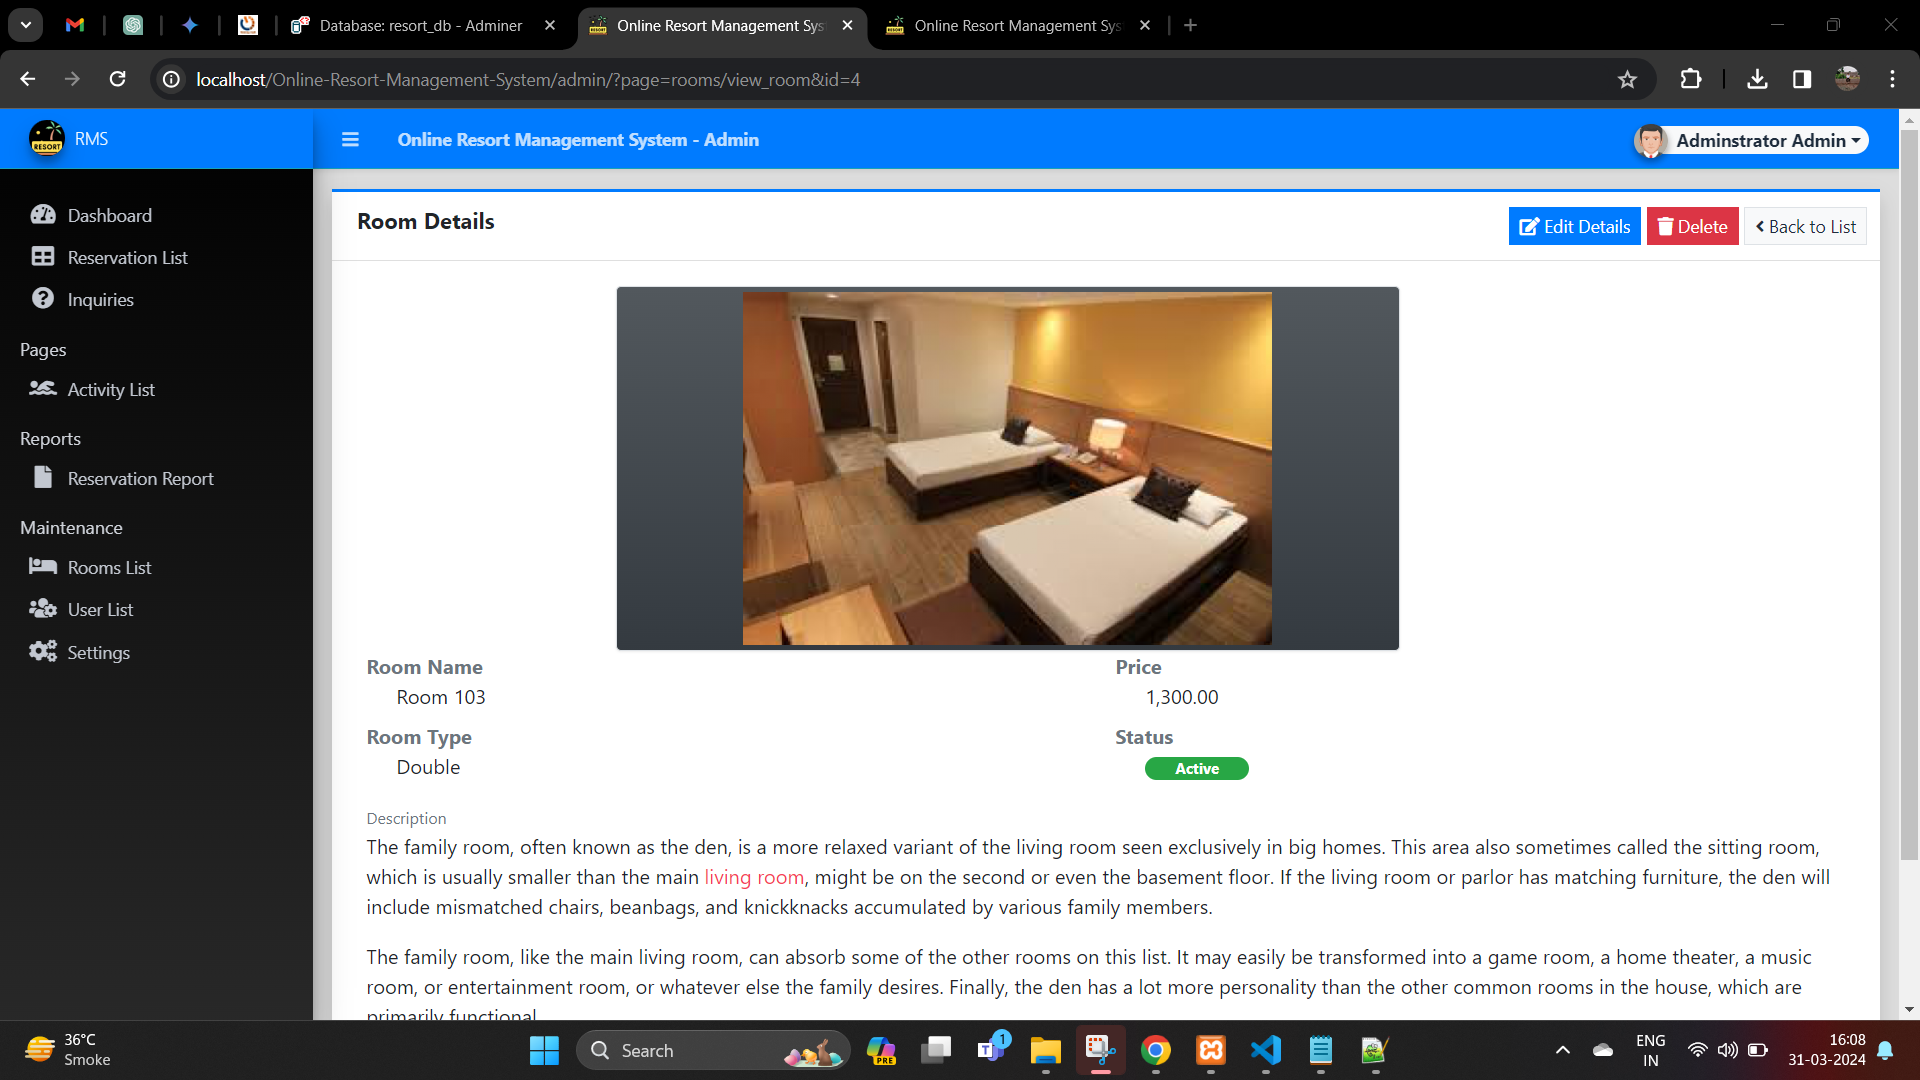 Database: resort_db - Adminer
Online Resort Management Sys
Online Resort Management Sys
localhost/Online-Resort-Management-System/admin/?page=rooms/view_room&id=4
RESORT
RMS
Online Resort Management System - Admin
Adminstrator Admin
Dashboard
Reservation List
Inquiries
Pages
Activity List
Reports
Reservation Report
Maintenance
Rooms List
User List
Settings
Room Details
Edit Details
Delete
Back to List
Room Name
Room 103
Price
1,300.00
Room Type
Double
Status
Active
Description
The family room, often known as the den, is a more relaxed variant of the living room seen exclusively in big homes. This area also sometimes called the sitting room,
which is usually smaller than the main living room, might be on the second or even the basement floor. If the living room or parlor has matching furniture, the den will
include mismatched chairs, beanbags, and knickknacks accumulated by various family members.
The family room, like the main living room, can absorb some of the other rooms on this list. It may easily be transformed into a game room, a home theater, a music
room, or entertainment room, or whatever else the family desires. Finally, the den has a lot more personality than the other common rooms in the house, which are
primarily functional.
36°C
Smoke
Search
PRE
1
ENG
IN
16:08
31-03-2024